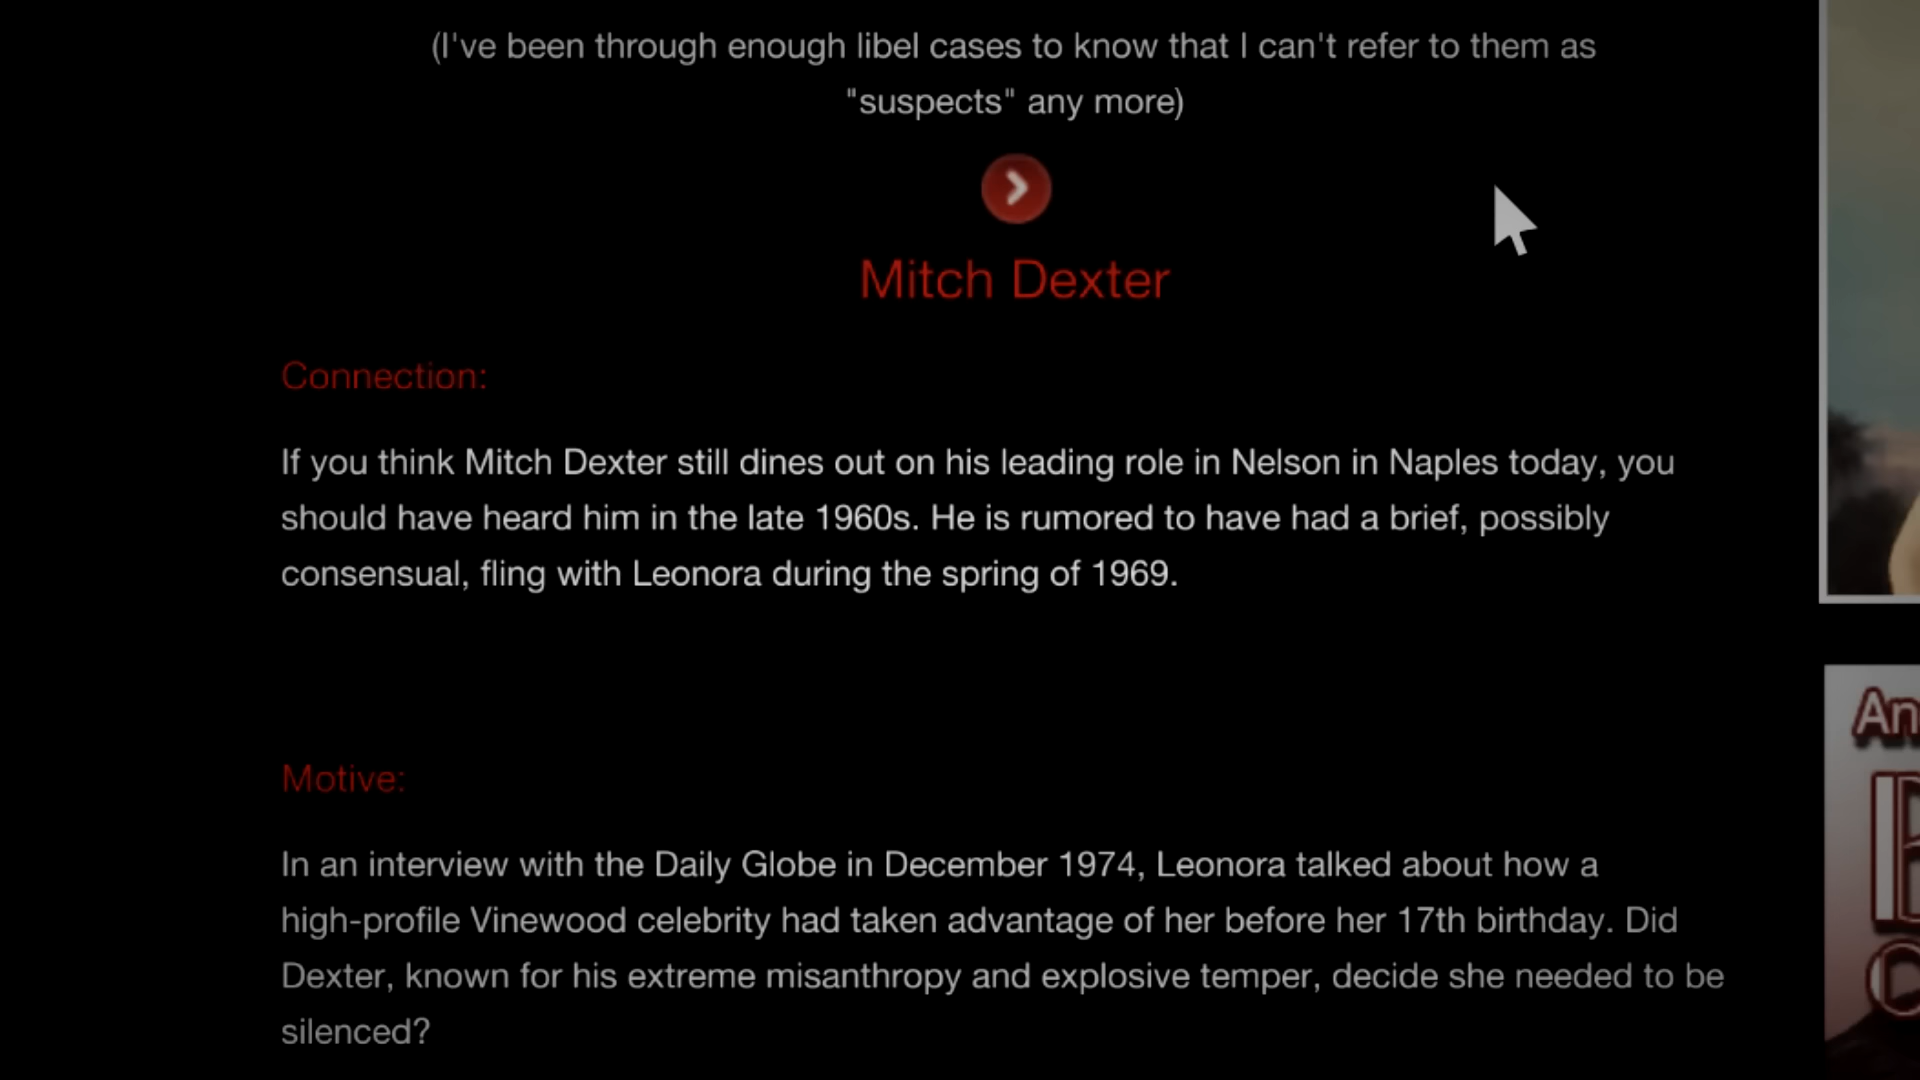 (I've been through enough libel cases to know that I can't refer to them as
"suspects" any more)
Mitch Dexter
Connection:
If you think Mitch Dexter still dines out on his leading role in Nelson in Naples today, you
should have heard him in the late 1960s. He is rumored to have had a brief, possibly
consensual, fling with Leonora during the spring of 1969.
Motive:
In an interview with the Daily Globe in December 1974, Leonora talked about how a
high-profile Vinewood celebrity had taken advantage of her before her 17th birthday. Did
Dexter, known for his extreme misanthropy and explosive temper, decide she needed to be
silenced?
An